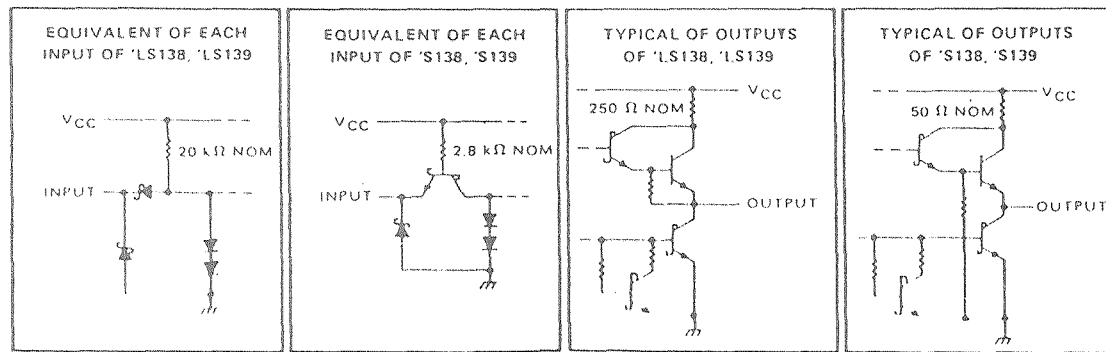 EQUIVALENT OF EACH
INPUT OF 'LS138, 'LS139
VCC
20 kΩ NOM
INPUT
EQUIVALENT OF EACH
INPUT OF 'S138, 'S139
VCC
2.8 kΩ NOM
INPUT
TYPICAL OF OUTPUTS
OF 'LS138, 'LS139
VCC
250 Ω NOM
OUTPUT
TYPICAL OF OUTPUTS
OF 'S138, 'S139
VCC
50 Ω NOM
OUTPUT